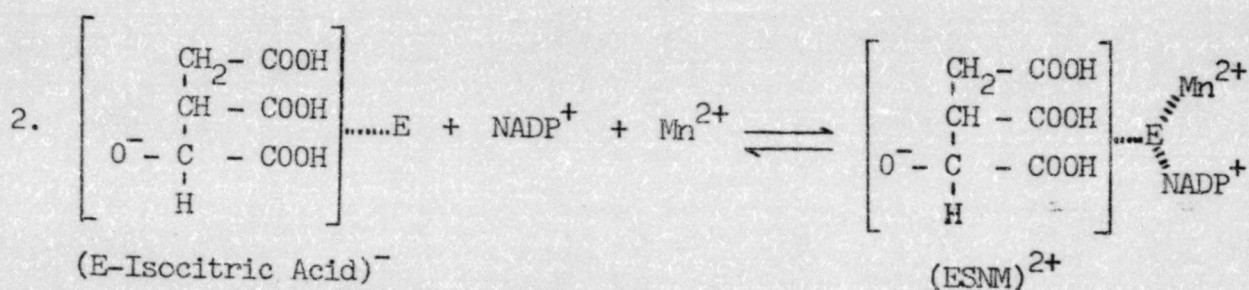 CH2- COOH CH2- COOH Mn2+
2. CH - COOH ......E + NADP+ + Mn2+ ⇌ CH - COOH ....E
O- - C - COOH O- - C - COOH NADP+
H H
(E-Isocitric Acid)- (ESNM)2+